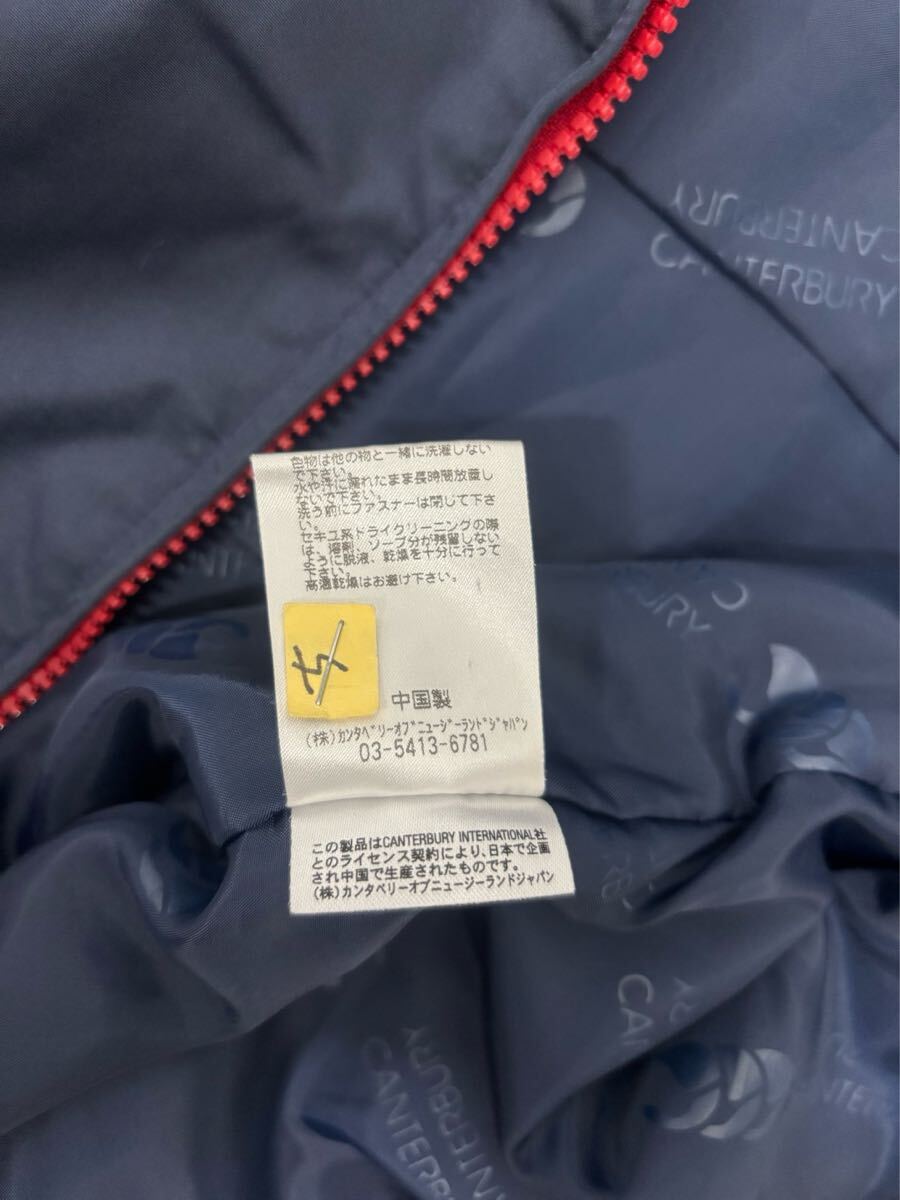 CANTERBURY
CANTERBURY
色物は他の物と一緒に洗濯しない
で下さい。
水や汗に濡れたまま長時間放置し
ないで下さい。
洗う前にファスナーは閉じて下さ
い。
セキユ系ドライクリーニングの際
は、溶剤、ソープ分が残留しない
ように脱液、乾燥を十分に行って
下さい。
高温乾燥はお避け下さい。
中国製
(株)カンタベリーオブニュージーランドジャパン
03-5413-6781
この製品はCANTERBURY INTERNATIONAL社
とのライセンス契約により、日本で企画
され中国で生産されたものです。
(株)カンタベリーオブニュージーランドジャパン
CANTERBURY